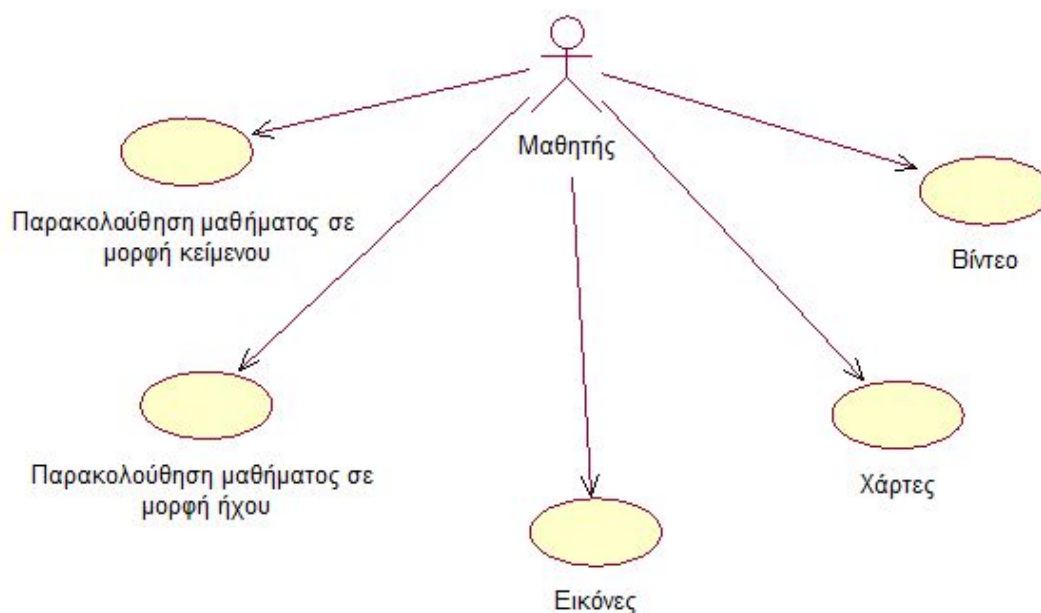 Μαθητής
Παρακολούθηση μαθήματος σε
μορφή κείμενου
Βίντεο
Παρακολούθηση μαθήματος σε
μορφή ήχου
Χάρτες
Εικόνες